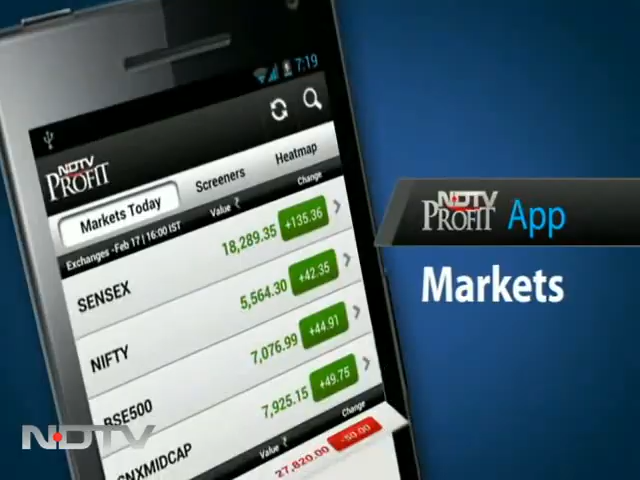 7:19
NDTV
PROFIT
Markets Today
Screeners
Heatmap
Exchanges -Feb 17 | 16:00 IST
Value ₹
Change
SENSEX
18,289.35
+135.36
NIFTY
5,564.30
+42.35
BSE500
7,076.99
+44.91
CNXMIDCAP
7,925.15
+49.75
Value ₹
Change
27,820.00
-50.00
NDTV
PROFIT App
Markets
NDTV